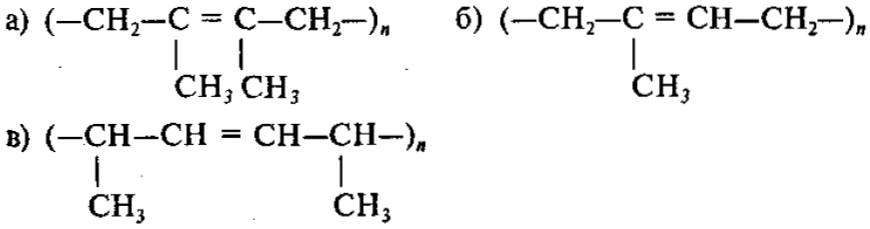 а) (—CH₂—C = C—CH₂—)ₙ б) (—CH₂—C = CH—CH₂—)ₙ
CH₃ CH₃ CH₃
в) (—CH—CH = CH—CH—)ₙ
CH₃ CH₃